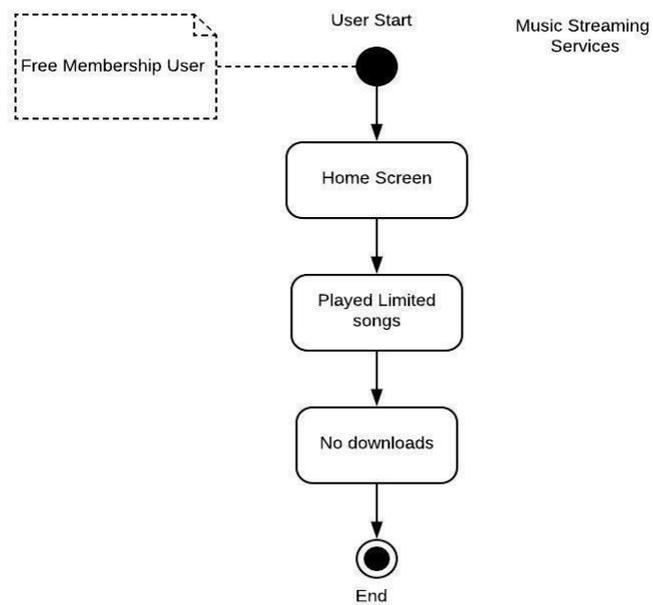 User Start
Music Streaming
Services
Free Membership User
Home Screen
Played Limited
songs
No downloads
End